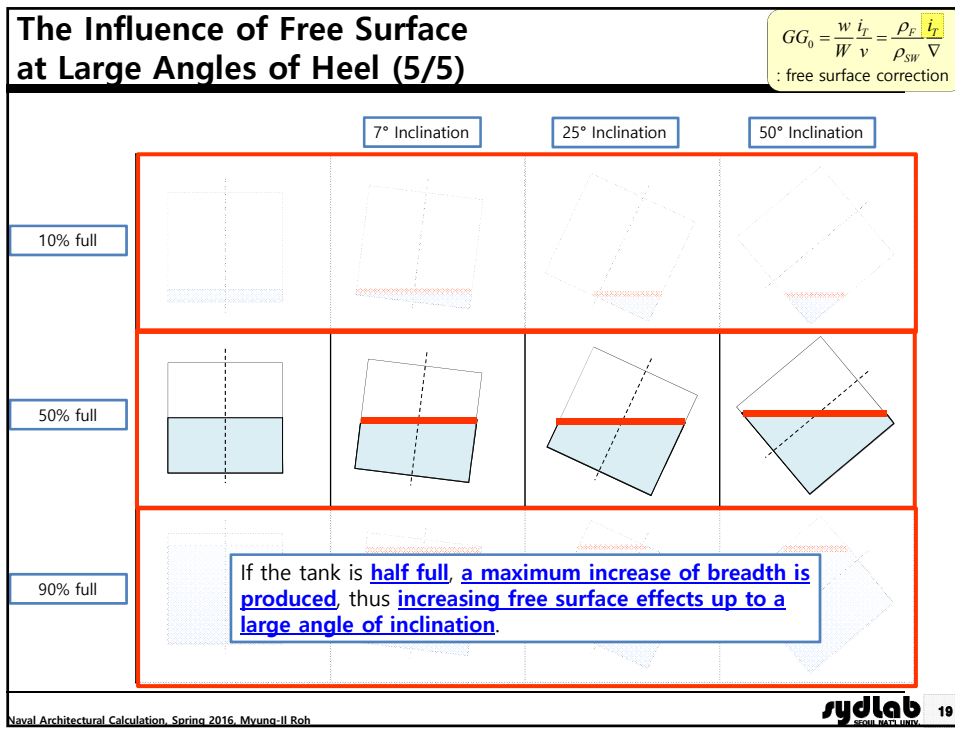 The Influence of Free Surface
at Large Angles of Heel (5/5)
GG₀ = w/W i_T/v = ρ_F/ρ_SW i_T/∇
: free surface correction
7° Inclination
25° Inclination
50° Inclination
10% full
50% full
90% full
If the tank is half full, a maximum increase of breadth is
produced, thus increasing free surface effects up to a
large angle of inclination.
Naval Architectural Calculation, Spring 2016, Myung-Il Roh
sydlab
SEOUL NAT'L UNIV.
19